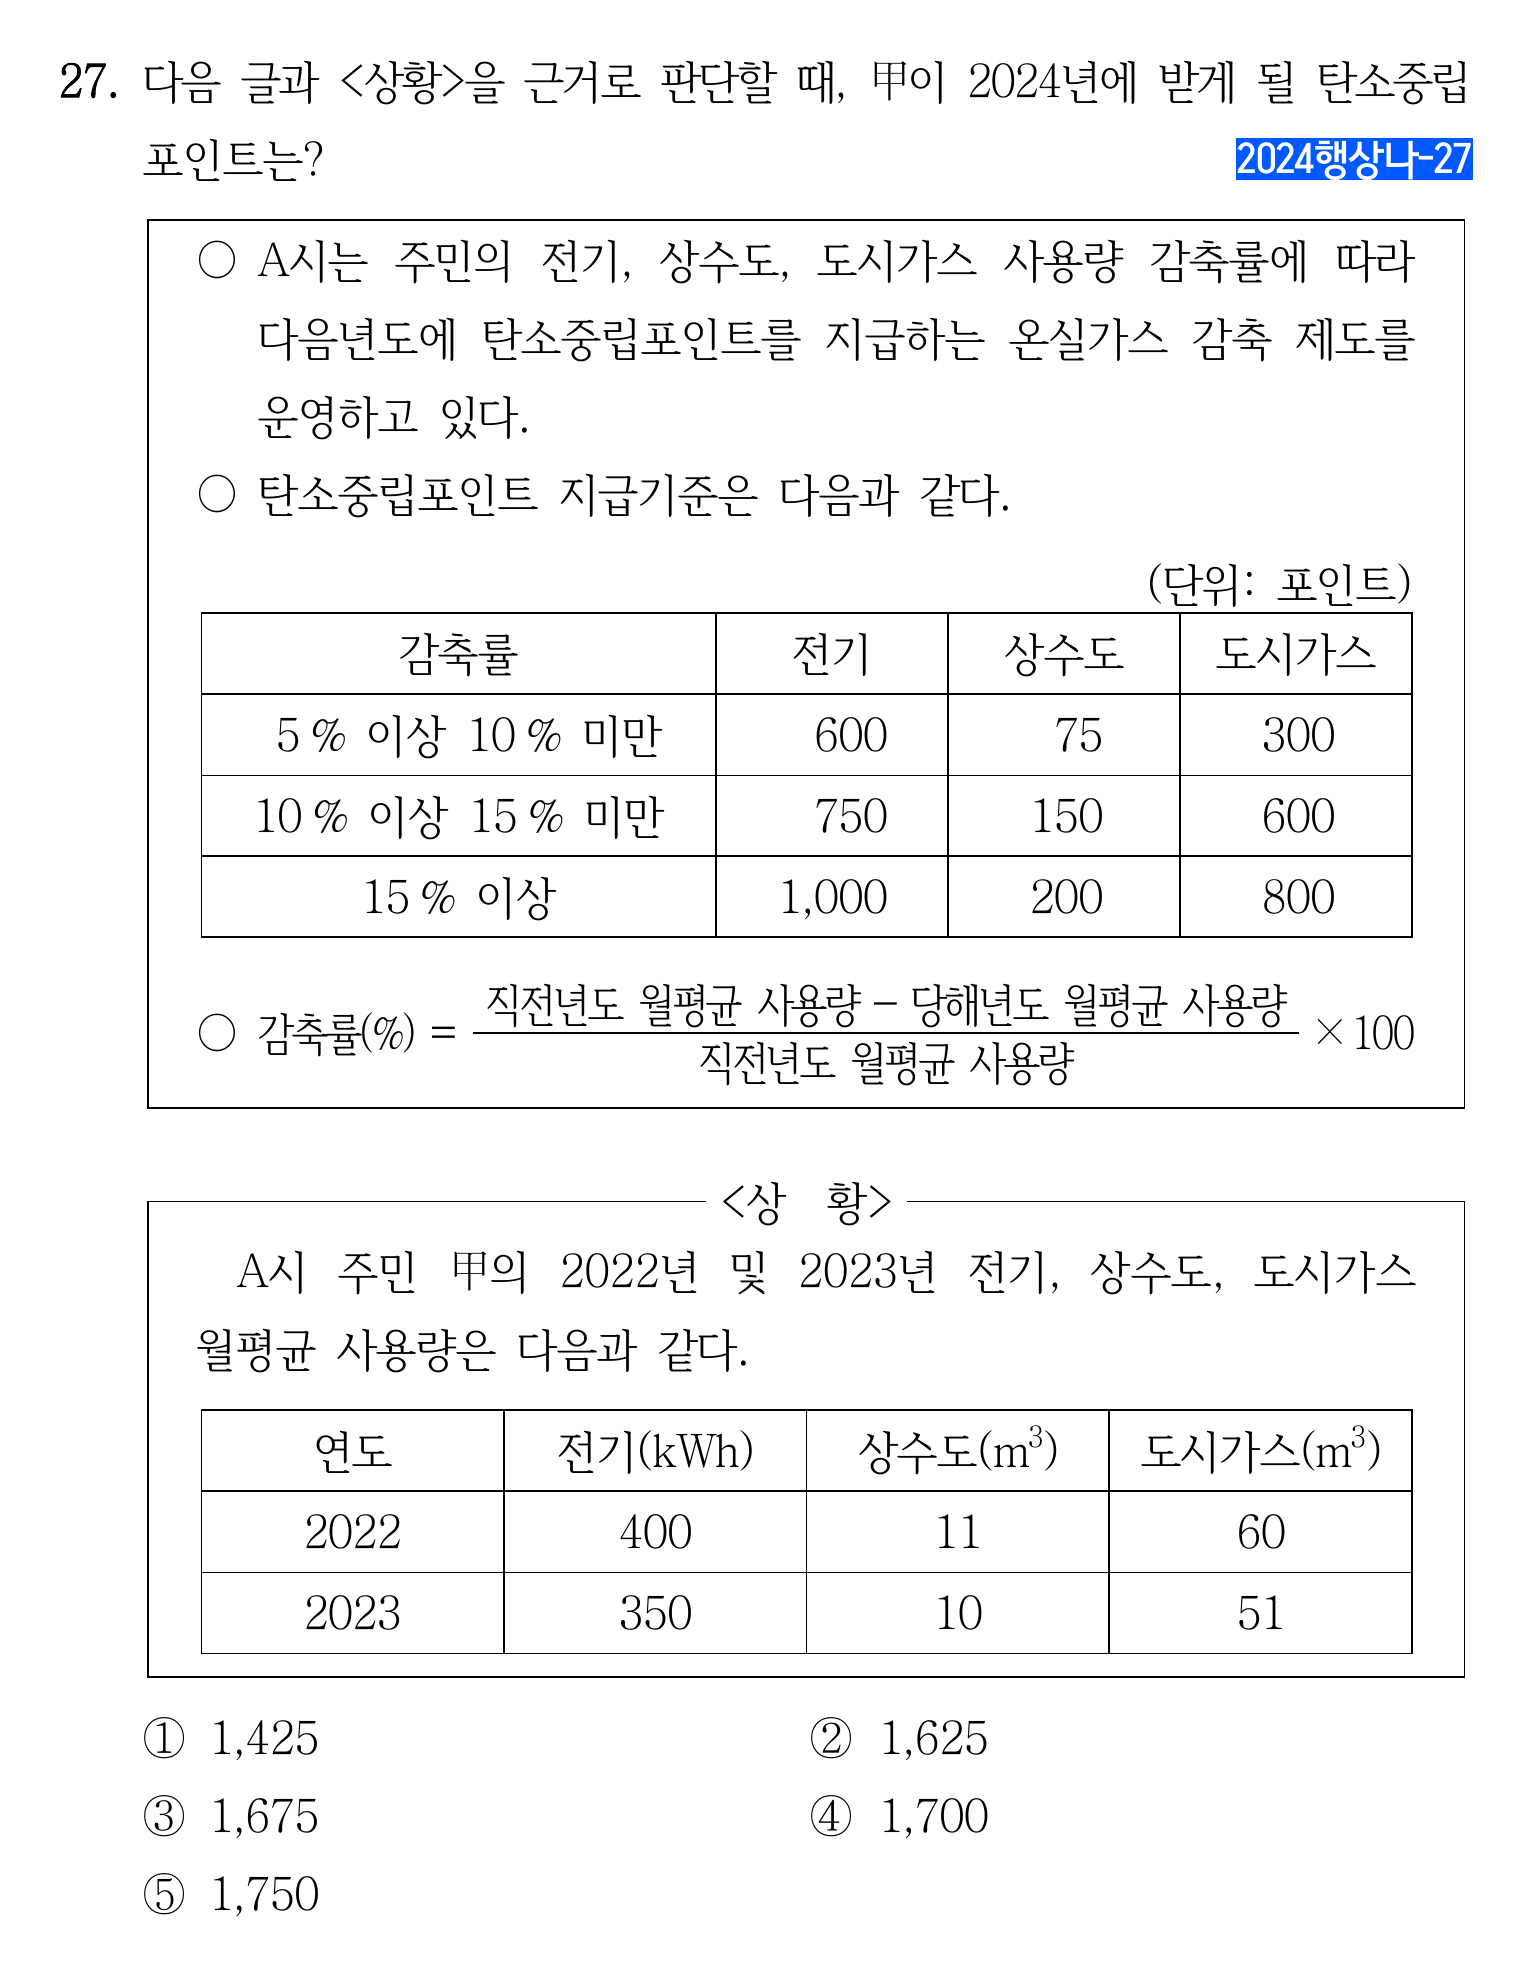 27. 다음 글과 <상황>을 근거로 판단할 때, 甲이 2024년에 받게 될 탄소중립
포인트는?
2024행상나-27
○ A시는 주민의 전기, 상수도, 도시가스 사용량 감축률에 따라
다음년도에 탄소중립포인트를 지급하는 온실가스 감축 제도를
운영하고 있다.
○ 탄소중립포인트 지급기준은 다음과 같다.
(단위: 포인트)
감축률 전기 상수도 도시가스
5 % 이상 10 % 미만 600 75 300
10 % 이상 15 % 미만 750 150 600
15 % 이상 1,000 200 800
직전년도 월평균 사용량 − 당해년도 월평균 사용량
○ 감축률(%) = ×100
직전년도 월평균 사용량
<상 황>
A시 주민 甲의 2022년 및 2023년 전기, 상수도, 도시가스
월평균 사용량은 다음과 같다.
연도 전기(kWh) 상수도(m³) 도시가스(m³)
2022 400 11 60
2023 350 10 51
① 1,425 ② 1,625
③ 1,675 ④ 1,700
⑤ 1,750